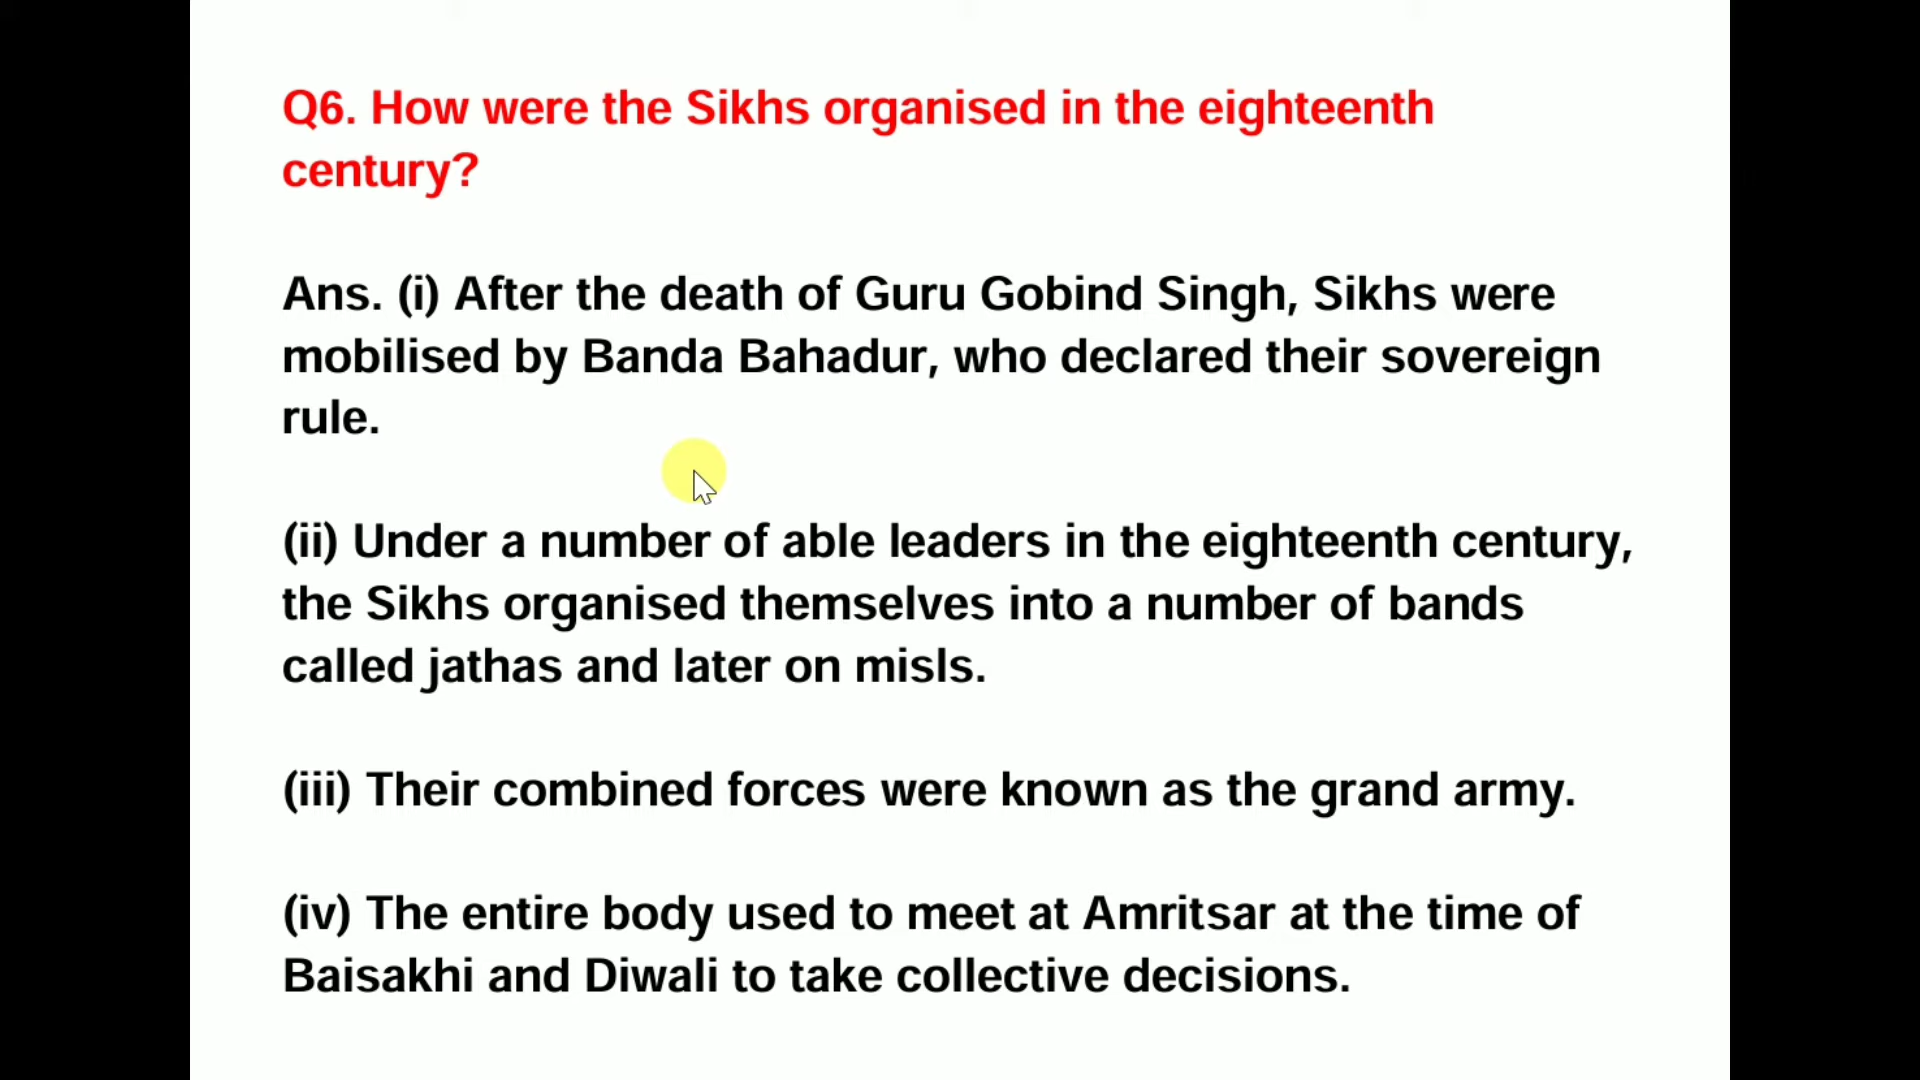 Q6. How were the Sikhs organised in the eighteenth
century?
Ans. (i) After the death of Guru Gobind Singh, Sikhs were
mobilised by Banda Bahadur, who declared their sovereign
rule.
(ii) Under a number of able leaders in the eighteenth century,
the Sikhs organised themselves into a number of bands
called jathas and later on misls.
(iii) Their combined forces were known as the grand army.
(iv) The entire body used to meet at Amritsar at the time of
Baisakhi and Diwali to take collective decisions.